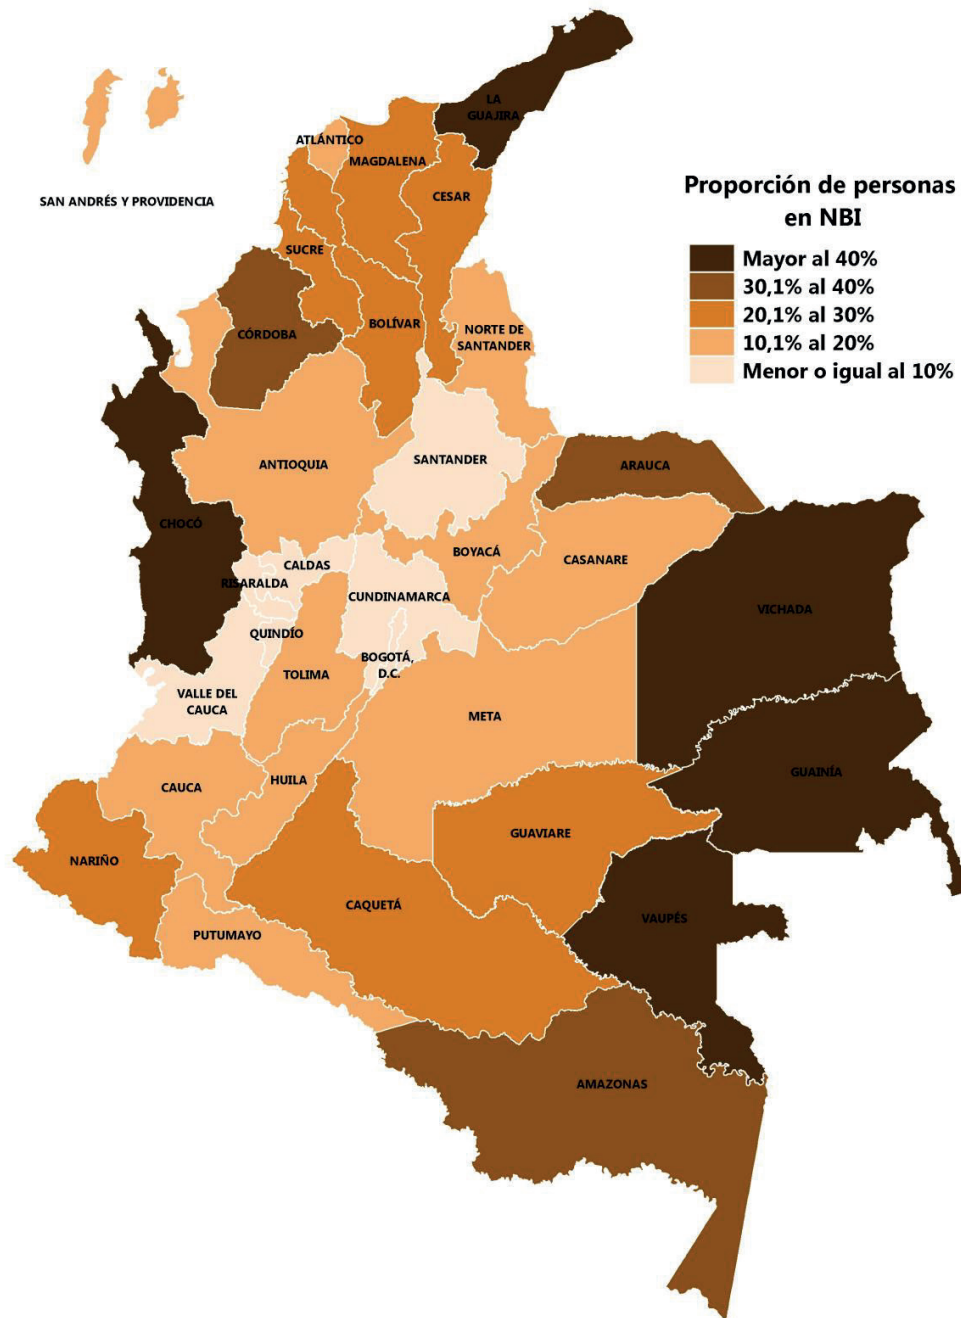 LA
GUAJIRA
ATLÁNTICO
MAGDALENA
CESAR
SAN ANDRÉS Y PROVIDENCIA
SUCRE
BOLÍVAR
CÓRDOBA
NORTE DE
SANTANDER
Proporción de personas
en NBI
Mayor al 40%
30,1% al 40%
20,1% al 30%
10,1% al 20%
Menor o igual al 10%
ANTIOQUIA
SANTANDER
ARAUCA
CHOCÓ
BOYACÁ
CASANARE
CALDAS
RISARALDA
CUNDINAMARCA
VICHADA
QUINDÍO
BOGOTÁ,
D.C.
TOLIMA
VALLE DEL
CAUCA
META
GUAINÍA
CAUCA
HUILA
GUAVIARE
NARIÑO
CAQUETÁ
VAUPÉS
PUTUMAYO
AMAZONAS